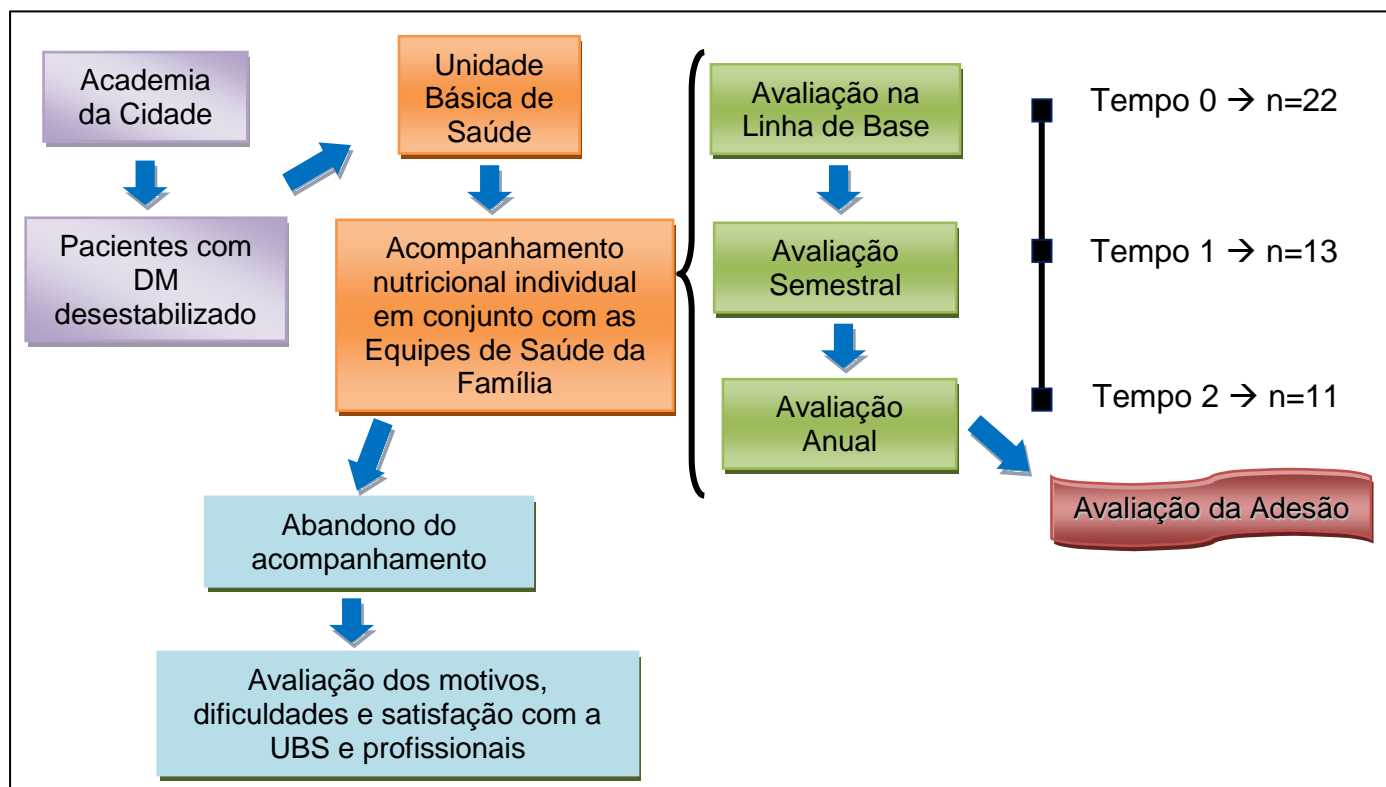 Academia
da Cidade
Pacientes com
DM
desestabilizado
Unidade
Básica de
Saúde
Acompanhamento
nutricional individual
em conjunto com as
Equipes de Saúde da
Família
Abandono do
acompanhamento
Avaliação dos motivos,
dificuldades e satisfação com a
UBS e profissionais
Avaliação na
Linha de Base
Avaliação
Semestral
Avaliação
Anual
Tempo 0 → n=22
Tempo 1 → n=13
Tempo 2 → n=11
Avaliação da Adesão